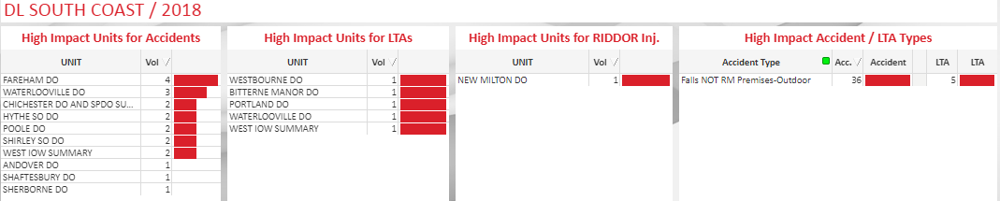 DL SOUTH COAST / 2018
High Impact Units for Accidents
UNIT Vol /
FAREHAM DO 4
WATERLOOVILLE DO 3
CHICHESTER DO AND SPDO SU... 2
HYTHE SO DO 2
POOLE DO 2
SHIRLEY SO DO 2
WEST IOW SUMMARY 2
ANDOVER DO 1
SHAFTESBURY DO 1
SHERBORNE DO 1
High Impact Units for LTAs
UNIT Vol /
WESTBOURNE DO 1
BITTERNE MANOR DO 1
PORTLAND DO 1
WATERLOOVILLE DO 1
WEST IOW SUMMARY 1
High Impact Units for RIDDOR Inj.
UNIT Vol /
NEW MILTON DO 1
High Impact Accident / LTA Types
Accident Type Acc. / Accident LTA LTA
Falls NOT RM Premises-Outdoor 36 5